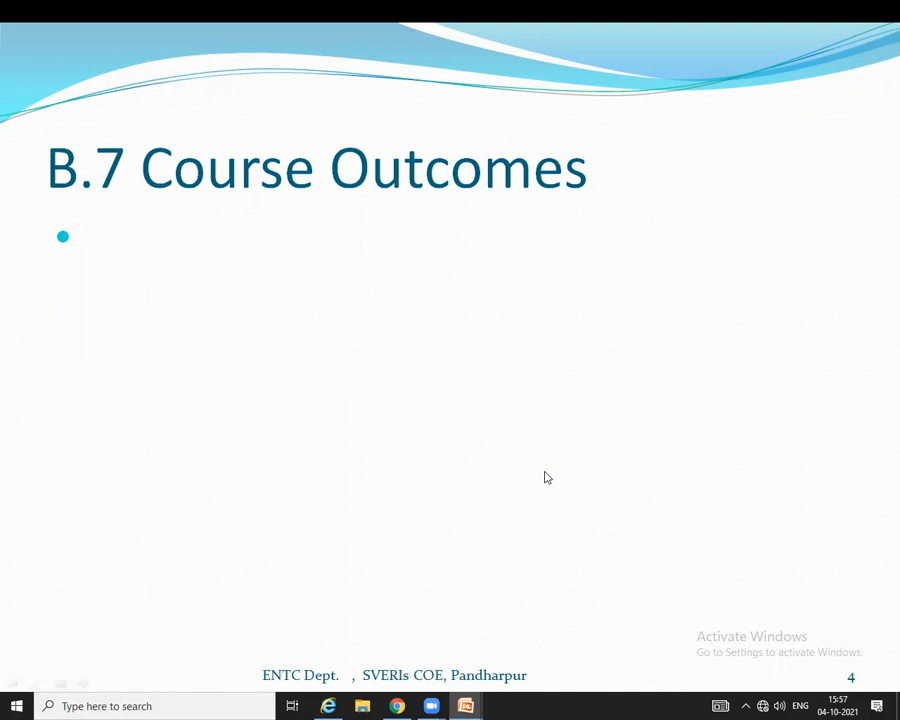 B.7 Course Outcomes
Activate Windows
Go to Settings to activate Windows.
ENTC Dept. , SVERIs COE, Pandharpur
4
Type here to search
ENG
15:57
04-10-2021